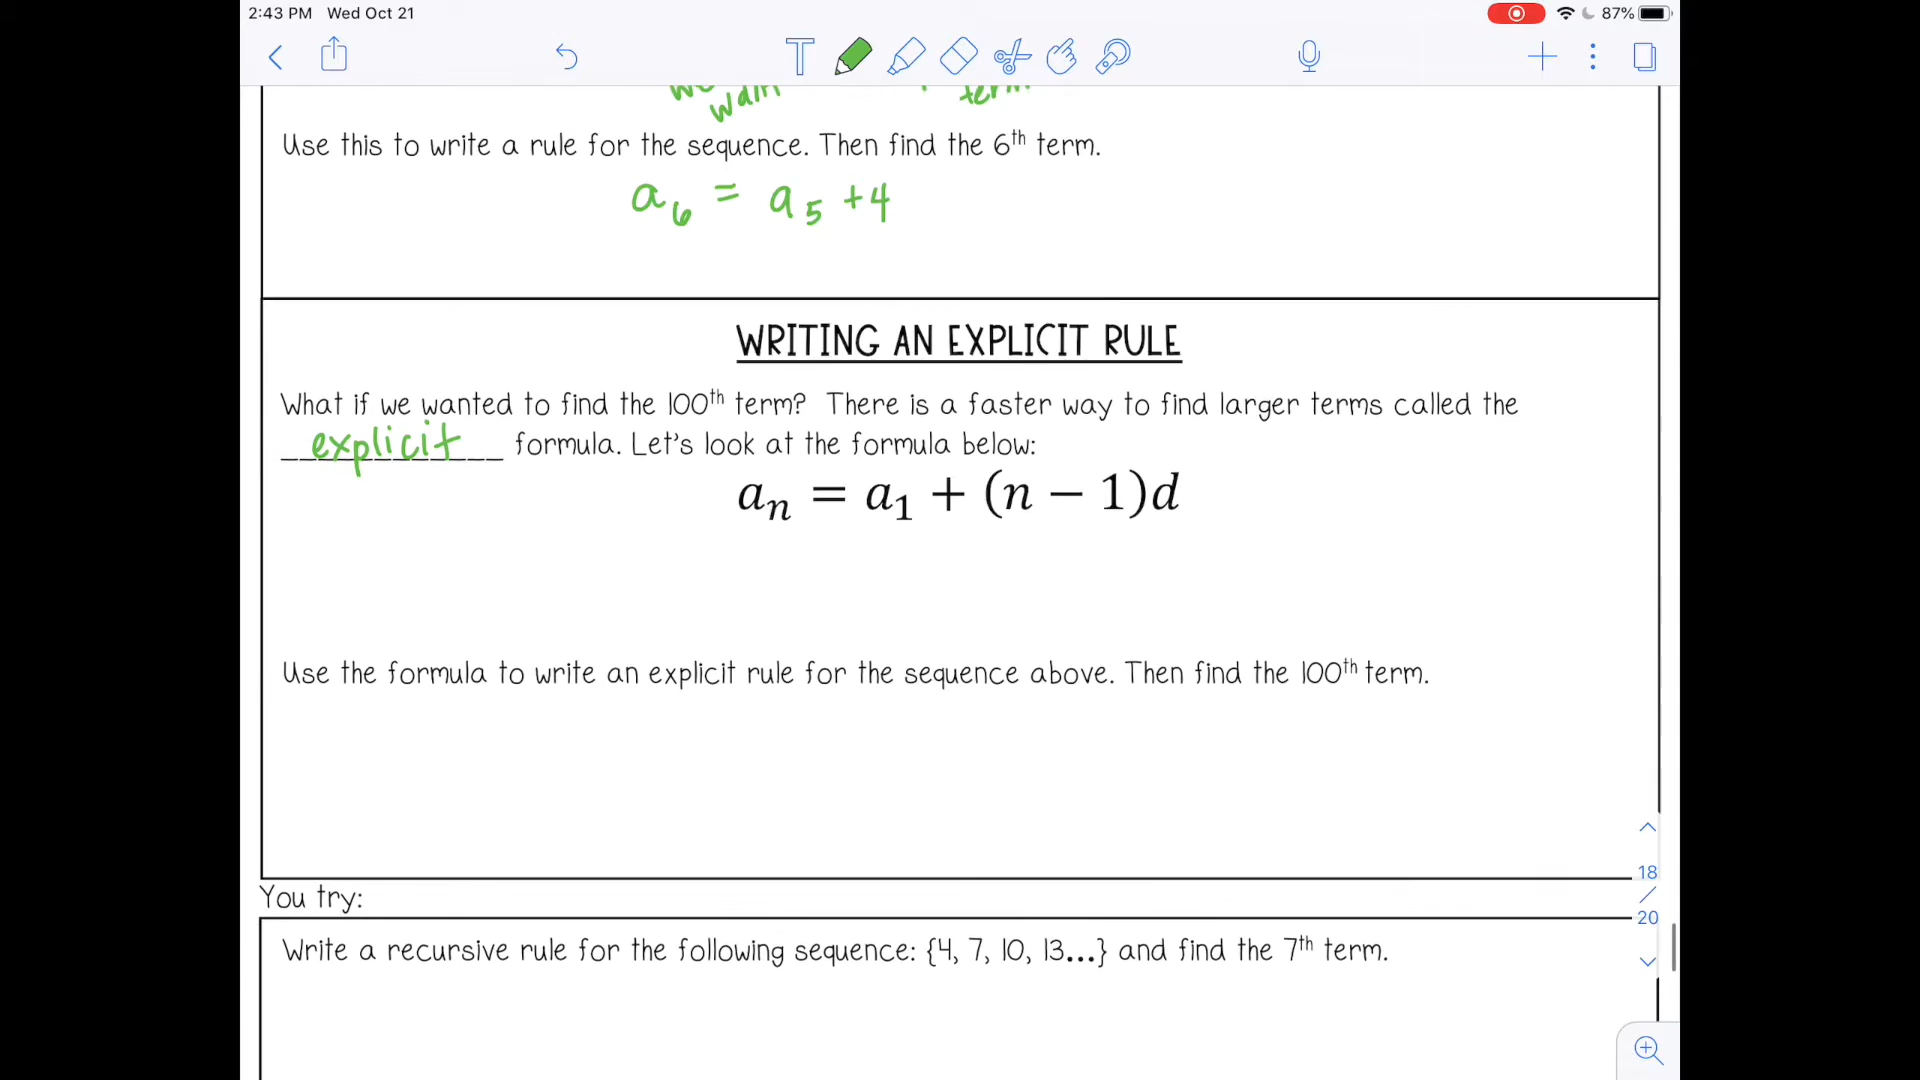 2:43 PM Wed Oct 21
87%
T
term
Use this to write a rule for the sequence. Then find the 6th term.
a6 = a5 +4
WRITING AN EXPLICIT RULE
What if we wanted to find the 100th term? There is a faster way to find larger terms called the
explicit formula. Let's look at the formula below:
aₙ = a₁ + (n − 1)d
Use the formula to write an explicit rule for the sequence above. Then find the 100th term.
18
/
20
You try:
Write a recursive rule for the following sequence: {4, 7, 10, 13...} and find the 7th term.